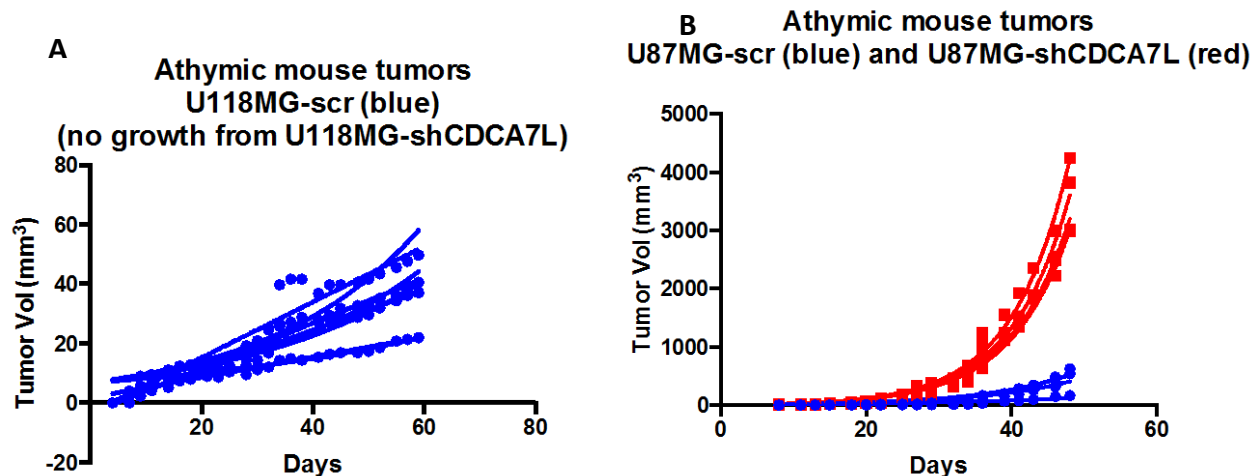 A
Athymic mouse tumors
U118MG-scr (blue)
(no growth from U118MG-shCDCA7L)
80
60
40
20
0
-20
Tumor Vol (mm³)
20
40
60
80
Days
B
Athymic mouse tumors
U87MG-scr (blue) and U87MG-shCDCA7L (red)
5000
4000
3000
2000
1000
0
Tumor Vol (mm³)
0
20
40
60
Days